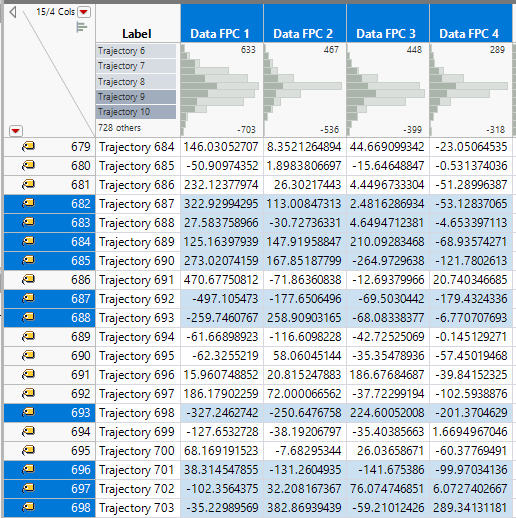 15/4 Cols
Label Data FPC 1 Data FPC 2 Data FPC 3 Data FPC 4
Trajectory 6 633 467 448 289
Trajectory 7
Trajectory 8
Trajectory 9
Trajectory 10
728 others -703 -536 -399 -318
679 Trajectory 684 146.03052707 8.3521264894 44.669099342 -23.05064535
680 Trajectory 685 -50.90974352 1.8983806697 -15.64648847 -0.531374036
681 Trajectory 686 232.12377974 26.30217443 4.4496733304 -51.28996387
682 Trajectory 687 322.92994295 113.00847313 2.4816286934 -53.12837065
683 Trajectory 688 27.583758966 -30.72736331 4.6494712381 -4.653397113
684 Trajectory 689 125.16397939 147.91958847 210.09283468 -68.93574271
685 Trajectory 690 273.02074159 167.85187799 -264.9729638 -121.7802613
686 Trajectory 691 470.67750812 -71.86360838 -12.69379966 20.740346685
687 Trajectory 692 -497.105473 -177.6506496 -69.5030442 -179.4324336
688 Trajectory 693 -259.7460767 258.90903165 -68.08338377 -6.770707693
689 Trajectory 694 -61.66898923 -116.6098228 -42.72525069 -0.145129271
690 Trajectory 695 -62.3255219 58.06045144 -35.35478936 -57.45019468
691 Trajectory 696 15.960748852 20.815247883 186.67684687 -39.84152325
692 Trajectory 697 186.17902259 72.000066562 -37.72299194 -102.5938876
693 Trajectory 698 -327.2462742 -250.6476758 224.60052008 -201.3704629
694 Trajectory 699 -127.6532728 -38.19206797 -35.40385663 1.6694967046
695 Trajectory 700 68.169191523 -7.68295344 26.03658671 -60.37769491
696 Trajectory 701 38.314547855 -131.2604935 -141.675386 -99.97034136
697 Trajectory 702 -102.3564375 32.208167367 76.074746851 6.0727402667
698 Trajectory 703 -35.22989569 382.86939439 -59.21012426 289.34131181